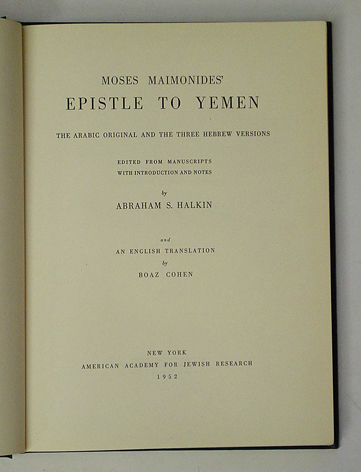 MOSES MAIMONIDES'
EPISTLE TO YEMEN
THE ARABIC ORIGINAL AND THE THREE HEBREW VERSIONS
EDITED FROM MANUSCRIPTS
WITH INTRODUCTION AND NOTES
by
ABRAHAM S. HALKIN
and
AN ENGLISH TRANSLATION
by
BOAZ COHEN
NEW YORK
AMERICAN ACADEMY FOR JEWISH RESEARCH
1952